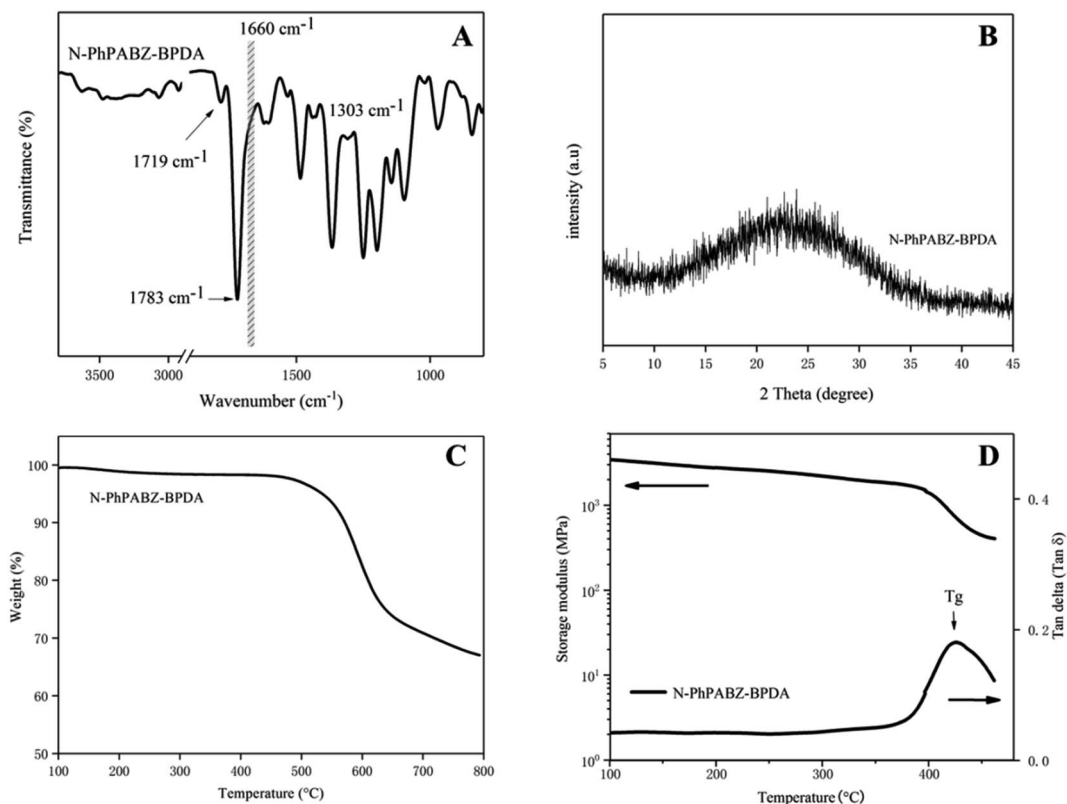 1660 cm-1
A
N-PhPABZ-BPDA
1303 cm-1
1719 cm-1
1783 cm-1
Transmittance (%)
3500 3000 1500 1000
Wavenumber (cm-1)
B
N-PhPABZ-BPDA
intensity (a.u)
5 10 15 20 25 30 35 40 45
2 Theta (degree)
C
N-PhPABZ-BPDA
Weight (%)
100
90
80
70
60
50
100 200 300 400 500 600 700 800
Temperature (°C)
D
Storage modulus (MPa)
10³
10²
10¹
10⁰
Tg
N-PhPABZ-BPDA
0.4
0.2
0.0
Tan delta (Tan δ)
100 200 300 400
Temperature (°C)